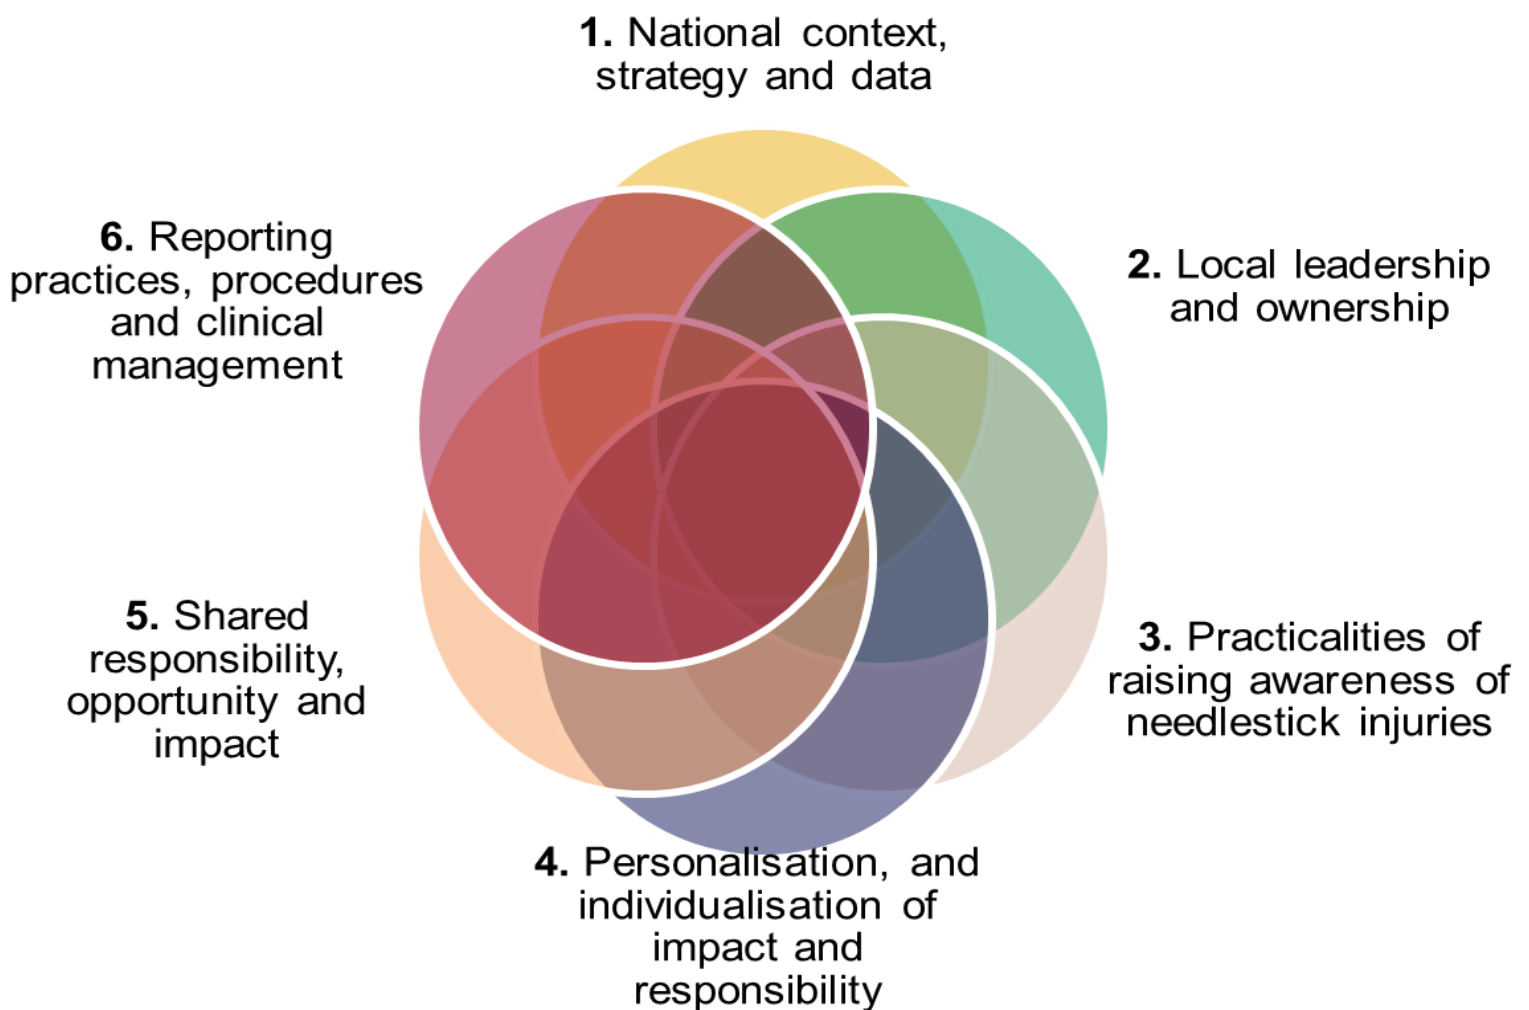 1. National context,
strategy and data
2. Local leadership
and ownership
3. Practicalities of
raising awareness of
needlestick injuries
4. Personalisation, and
individualisation of
impact and
responsibility
5. Shared
responsibility,
opportunity and
impact
6. Reporting
practices, procedures
and clinical
management